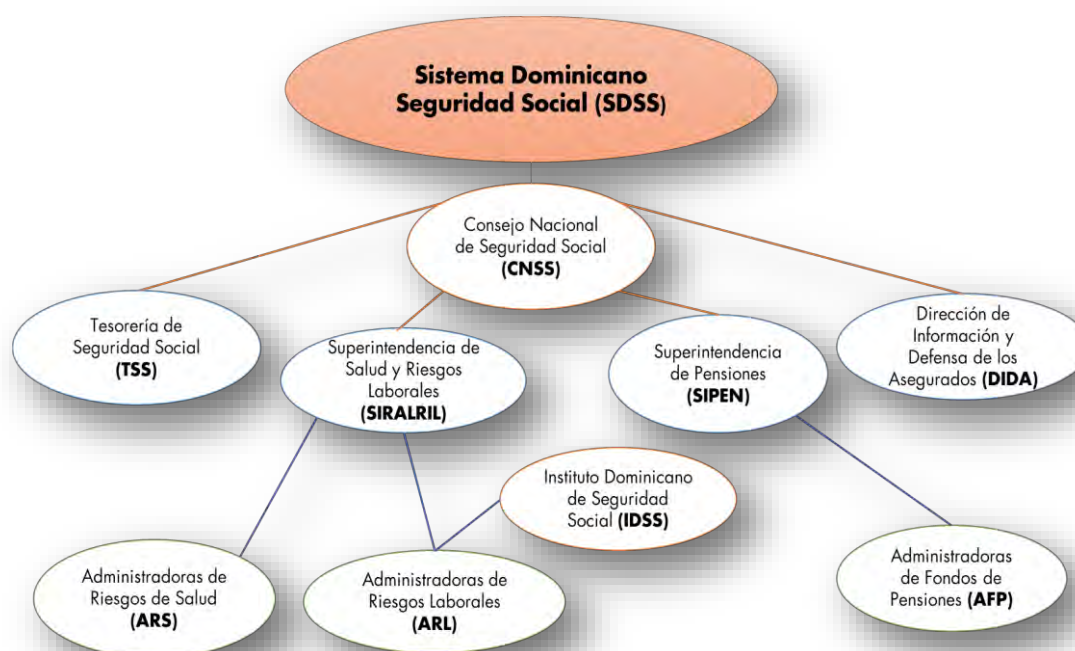 Sistema Dominicano
Seguridad Social (SDSS)
Consejo Nacional
de Seguridad Social
(CNSS)
Tesorería de
Seguridad Social
(TSS)
Superintendencia de
Salud y Riesgos
Laborales
(SIRALRIL)
Superintendencia
de Pensiones
(SIPEN)
Dirección de
Información y
Defensa de los
Asegurados (DIDA)
Instituto Dominicano
de Seguridad
Social (IDSS)
Administradoras de
Riesgos de Salud
(ARS)
Administradoras de
Riesgos Laborales
(ARL)
Administradoras
de Fondos de
Pensiones (AFP)